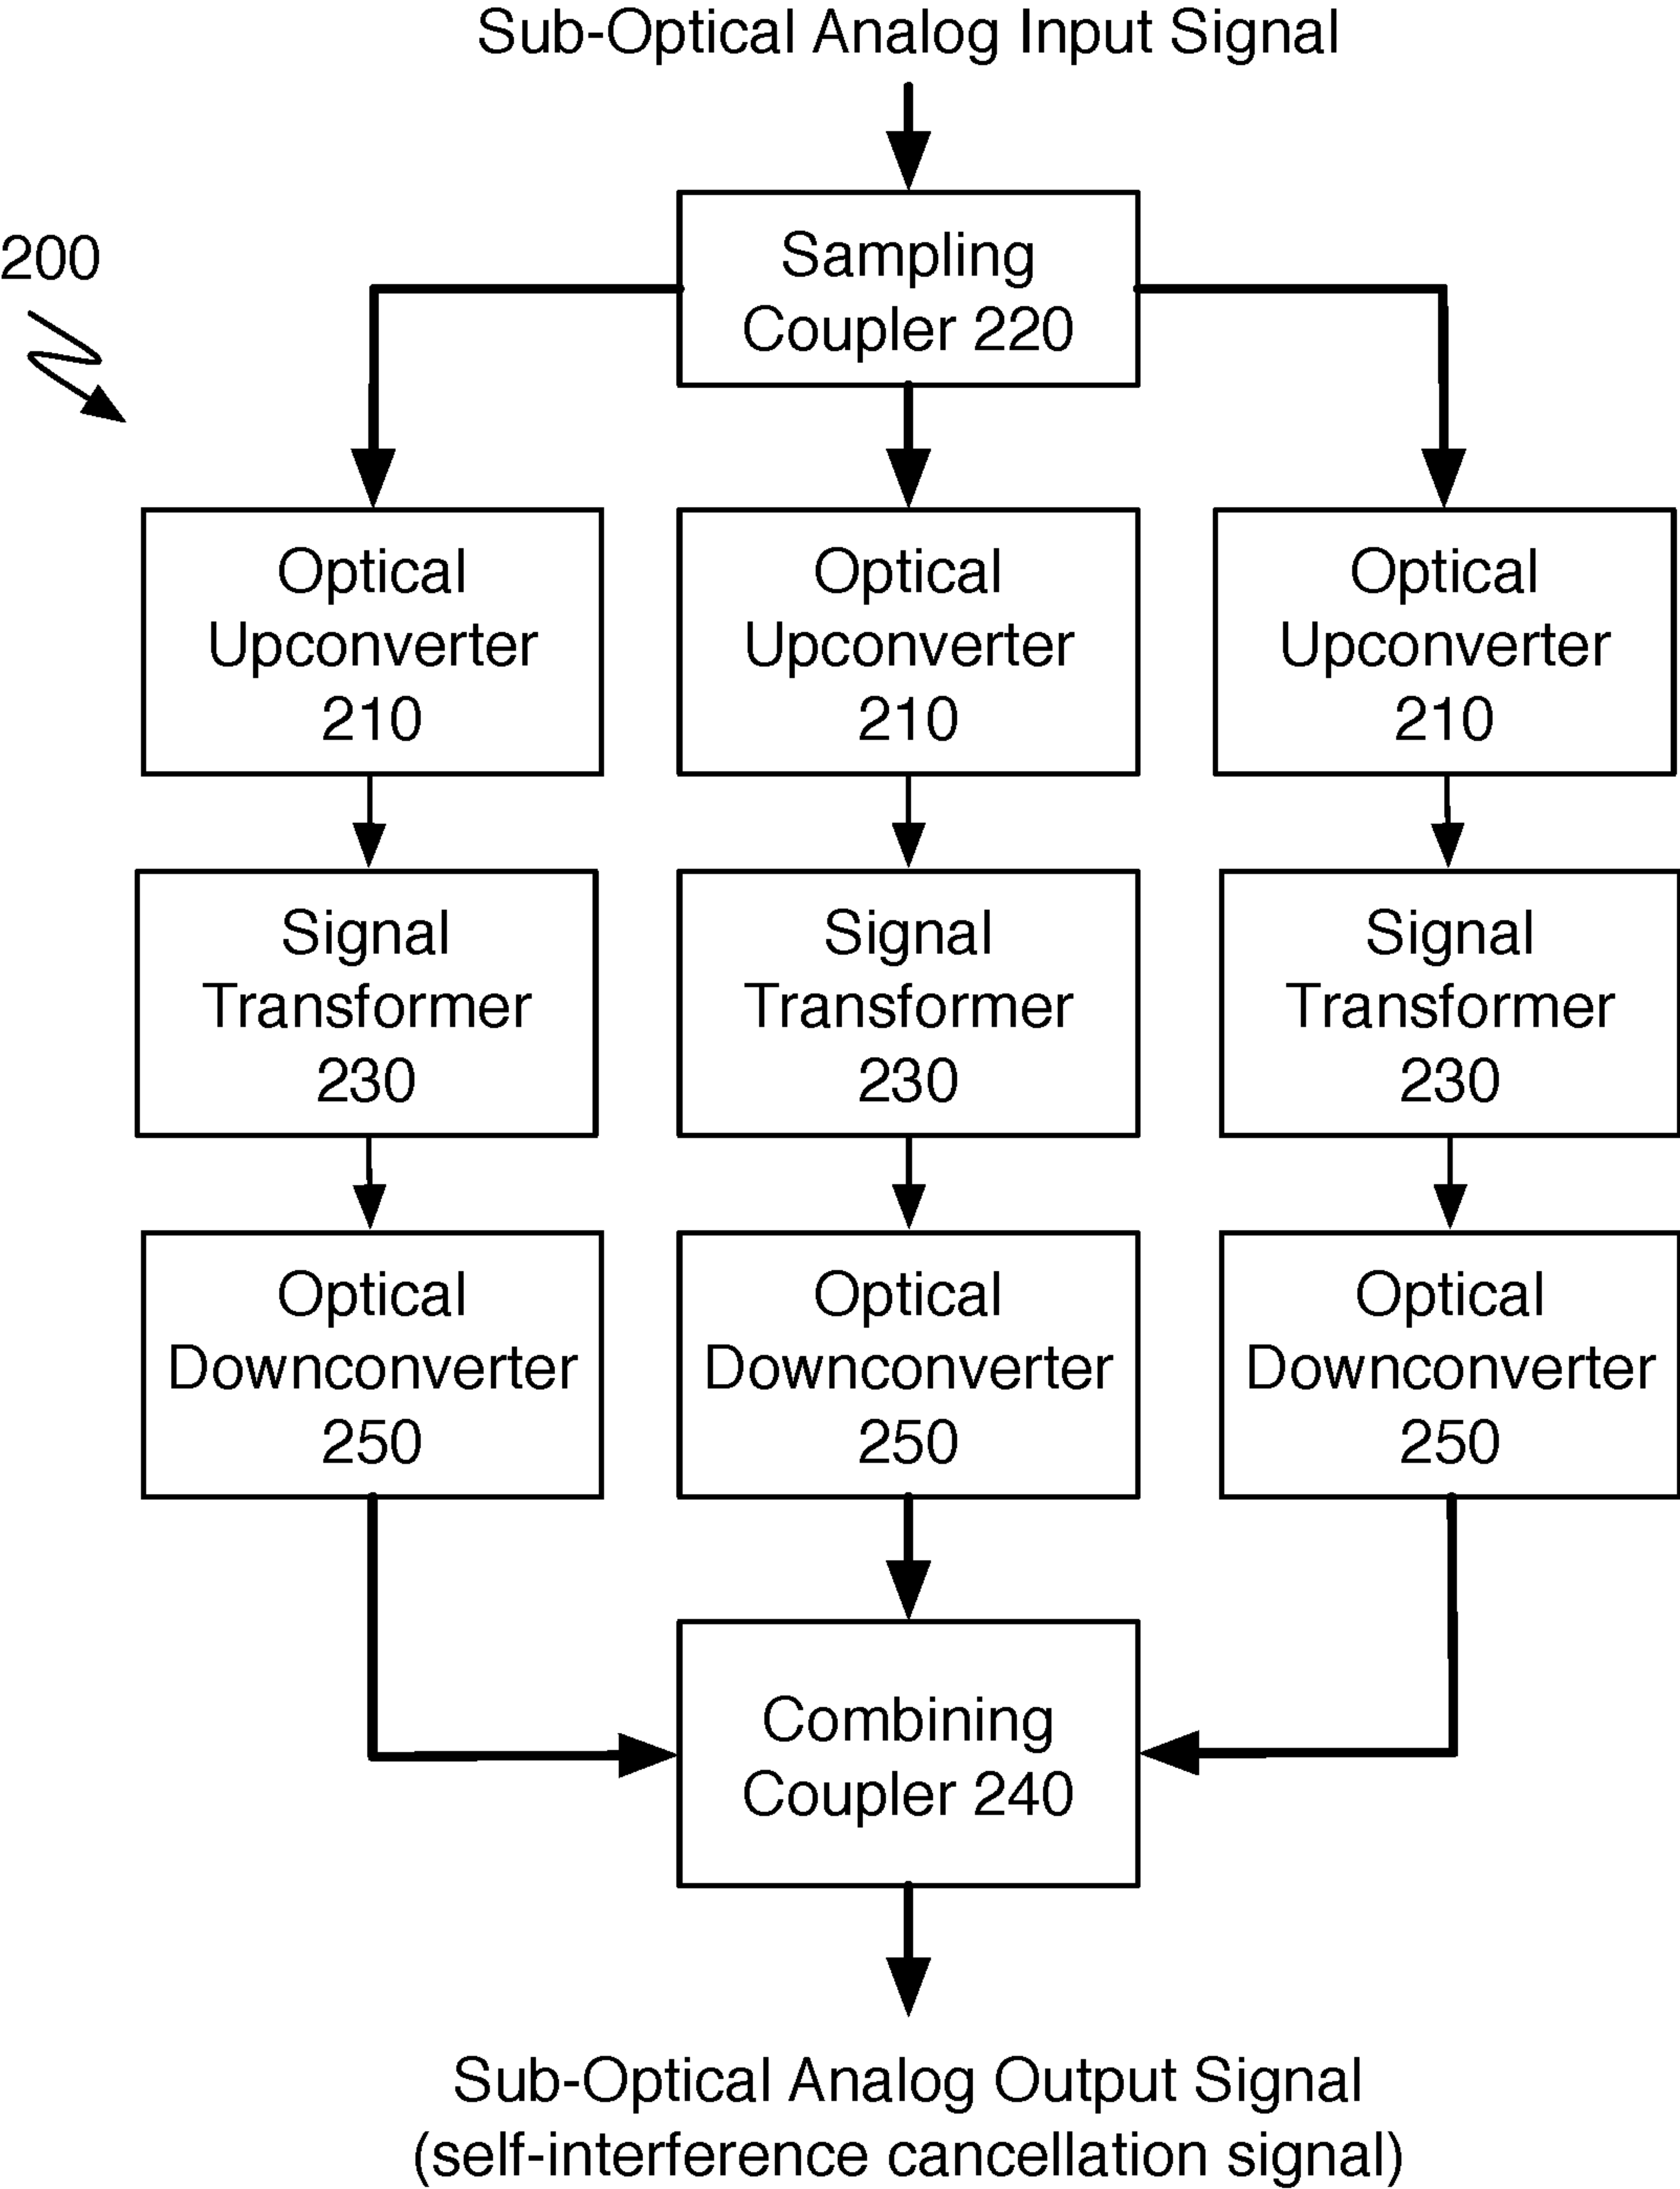 Sub-Optical Analog Input Signal
200
Sampling
Coupler 220
Optical
Upconverter
210
Optical
Upconverter
210
Optical
Upconverter
210
Signal
Transformer
230
Signal
Transformer
230
Signal
Transformer
230
Optical
Downconverter
250
Optical
Downconverter
250
Optical
Downconverter
250
Combining
Coupler 240
Sub-Optical Analog Output Signal
(self-interference cancellation signal)